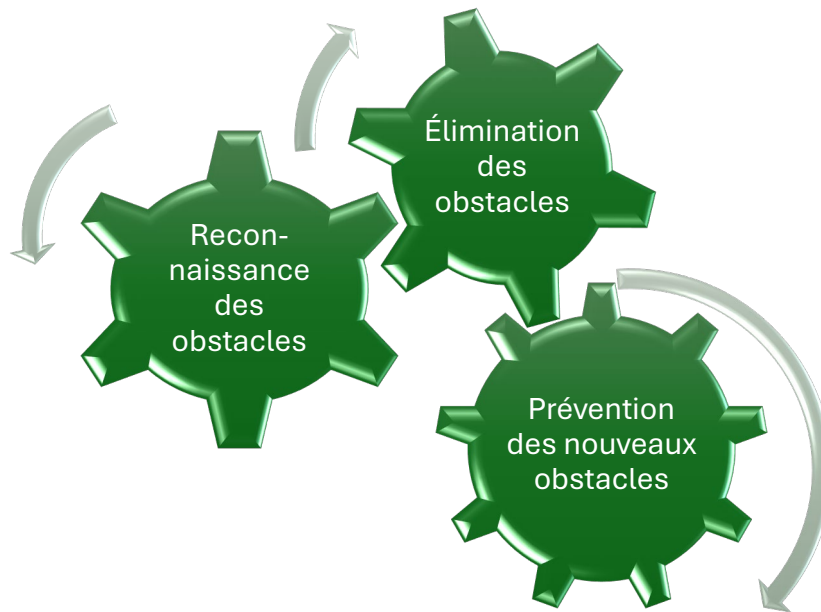 Élimination
des
obstacles
Recon-
naissance
des
obstacles
Prévention
des nouveaux
obstacles